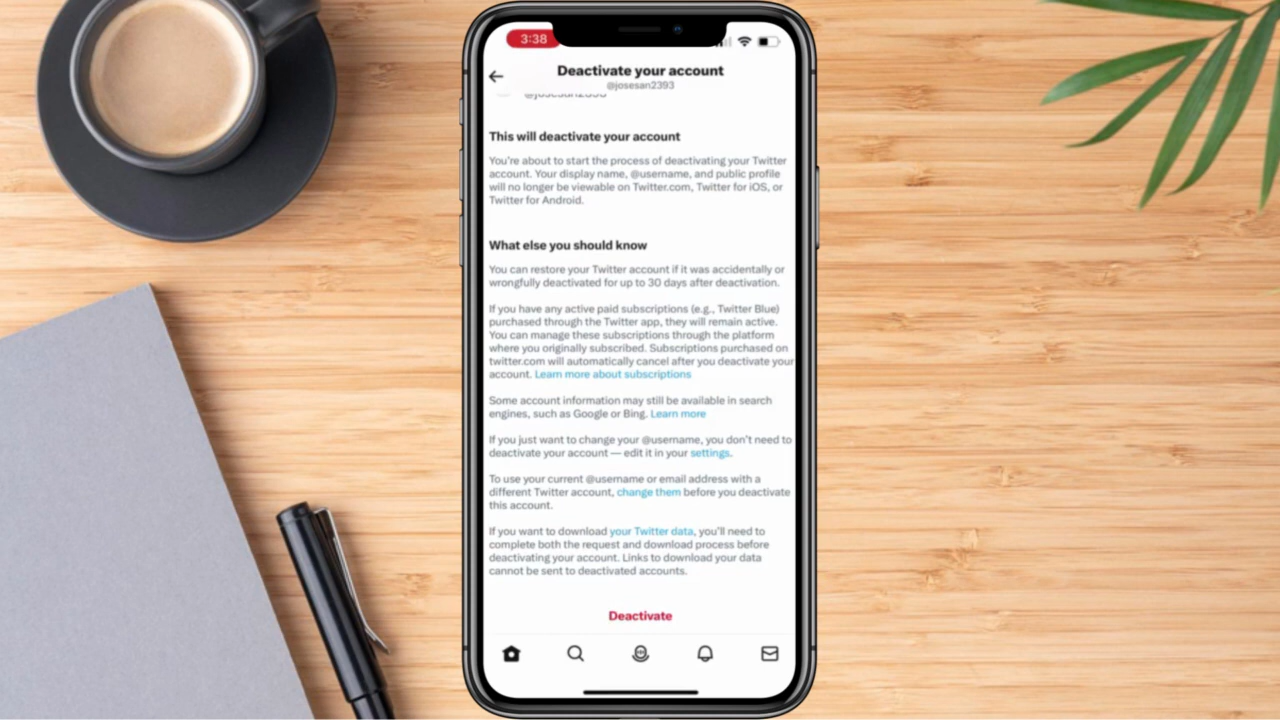 3:38
Deactivate your account
@josesan2393
@josesan2393
This will deactivate your account
You're about to start the process of deactivating your Twitter
account. Your display name, @username, and public profile
will no longer be viewable on Twitter.com, Twitter for iOS, or
Twitter for Android.
What else you should know
You can restore your Twitter account if it was accidentally or
wrongfully deactivated for up to 30 days after deactivation.
If you have any active paid subscriptions (e.g., Twitter Blue)
purchased through the Twitter app, they will remain active.
You can manage these subscriptions through the platform
where you originally subscribed. Subscriptions purchased on
twitter.com will automatically cancel after you deactivate your
account. Learn more about subscriptions
Some account information may still be available in search
engines, such as Google or Bing. Learn more
If you just want to change your @username, you don't need to
deactivate your account — edit it in your settings.
To use your current @username or email address with a
different Twitter account, change them before you deactivate
this account.
If you want to download your Twitter data, you'll need to
complete both the request and download process before
deactivating your account. Links to download your data
cannot be sent to deactivated accounts.
Deactivate